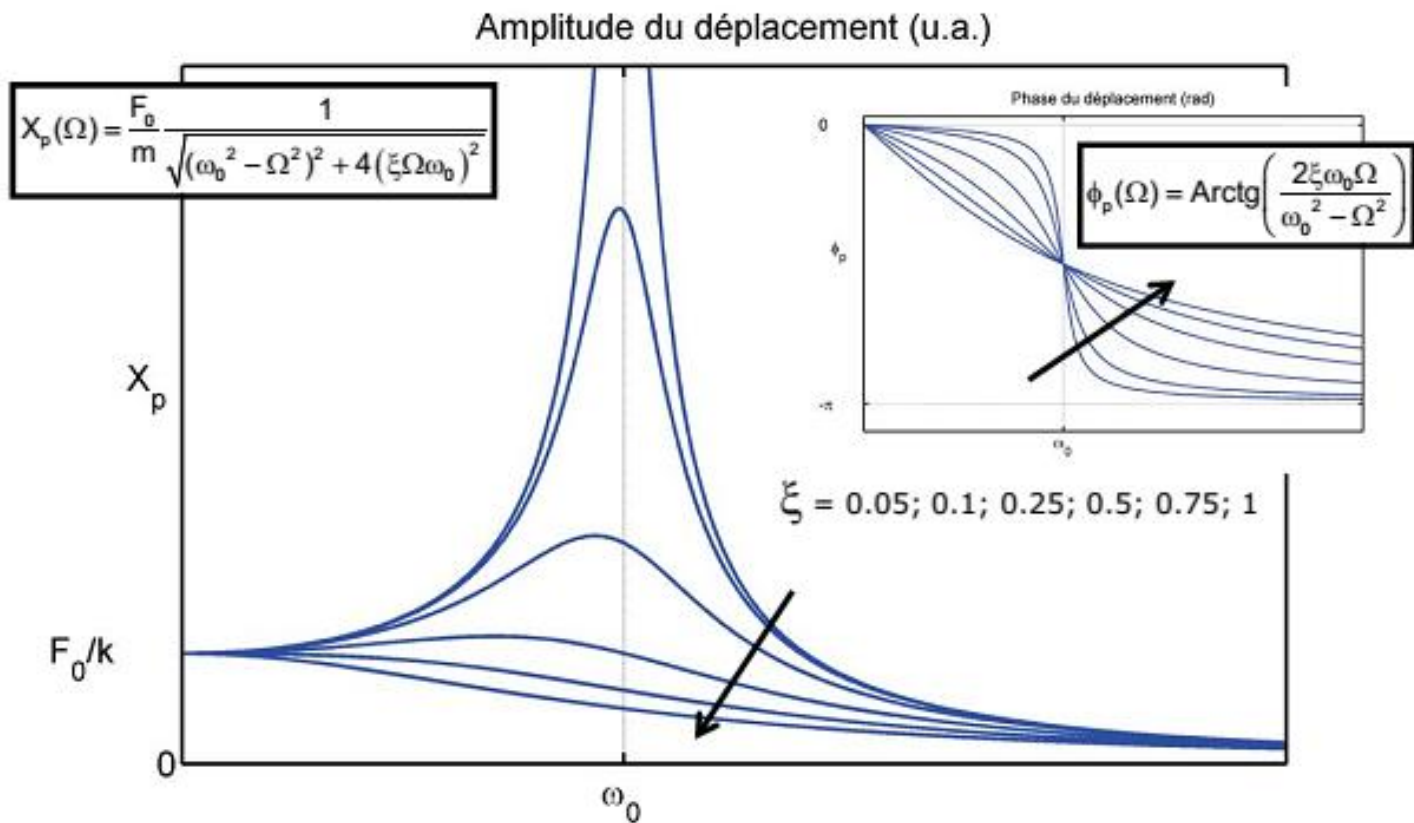 Amplitude du déplacement (u.a.)
X_p(Ω) = F_0/m 1/√((ω_0² − Ω²)² + 4(ξΩω_0)²)
Phase du déplacement (rad)
0
ϕ_p(Ω) = Arctg(2ξω_0Ω/(ω_0² − Ω²))
ϕ_p
-π
ω_0
X_p
ξ = 0.05; 0.1; 0.25; 0.5; 0.75; 1
F_0/k
0
ω_0